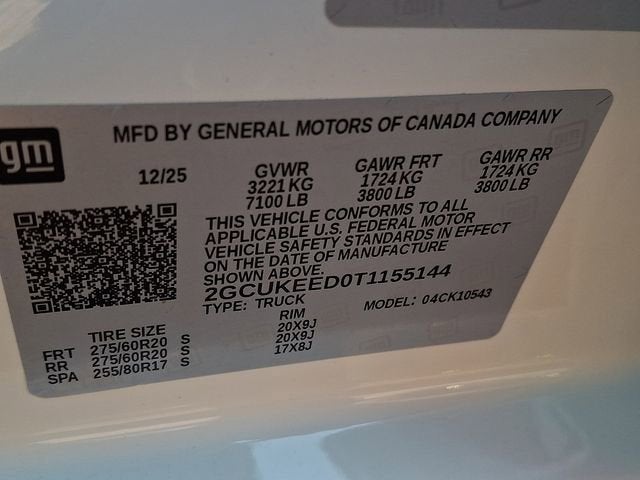 gm
MFD BY GENERAL MOTORS OF CANADA COMPANY
12/25 GVWR GAWR FRT GAWR RR
3221 KG 1724 KG 1724 KG
7100 LB 3800 LB 3800 LB
THIS VEHICLE CONFORMS TO ALL
APPLICABLE U.S. FEDERAL MOTOR
VEHICLE SAFETY STANDARDS IN EFFECT
ON THE DATE OF MANUFACTURE
SHOWN ABOVE.
2GCUKEED0T1155144
TYPE: TRUCK MODEL: 04CK10543
TIRE SIZE RIM
FRT 275/60R20 S 20X9J
RR 275/60R20 S 20X9J
SPA 255/80R17 S 17X8J